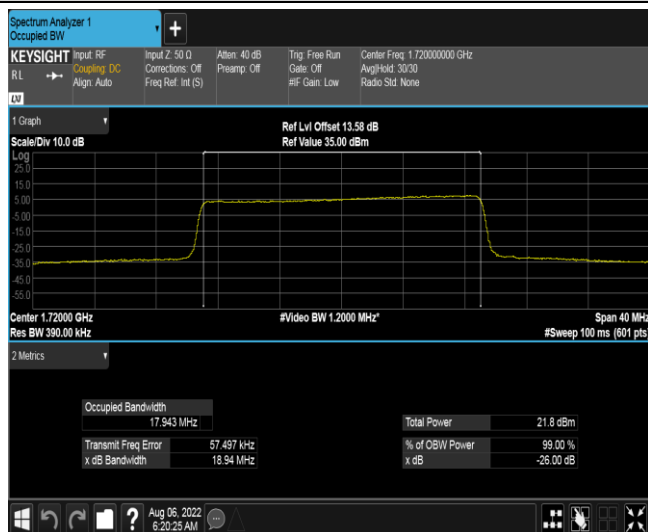 Spectrum Analyzer 1
Occupied BW
+
KEYSIGHT Input: RF Input Z: 50 Ω Atten: 40 dB Trig: Free Run Center Freq: 1.720000000 GHz
RL Coupling: DC Corrections: Off Preamp: Off Gate: Off Avg|Hold: 30/30
Align: Auto Freq Ref: Int (S) #IF Gain: Low Radio Std: None
LXI
1 Graph
Ref Lvl Offset 13.58 dB
Scale/Div 10.0 dB Ref Value 35.00 dBm
Log
25.0
15.0
5.00
-5.00
-15.0
-25.0
-35.0
-45.0
-55.0
Center 1.72000 GHz #Video BW 1.2000 MHz* Span 40 MHz
Res BW 390.00 kHz #Sweep 100 ms (601 pts)
2 Metrics
Occupied Bandwidth
17.943 MHz Total Power 21.8 dBm
Transmit Freq Error 57.497 kHz % of OBW Power 99.00 %
x dB Bandwidth 18.94 MHz x dB -26.00 dB
? Aug 06, 2022
6:20:25 AM